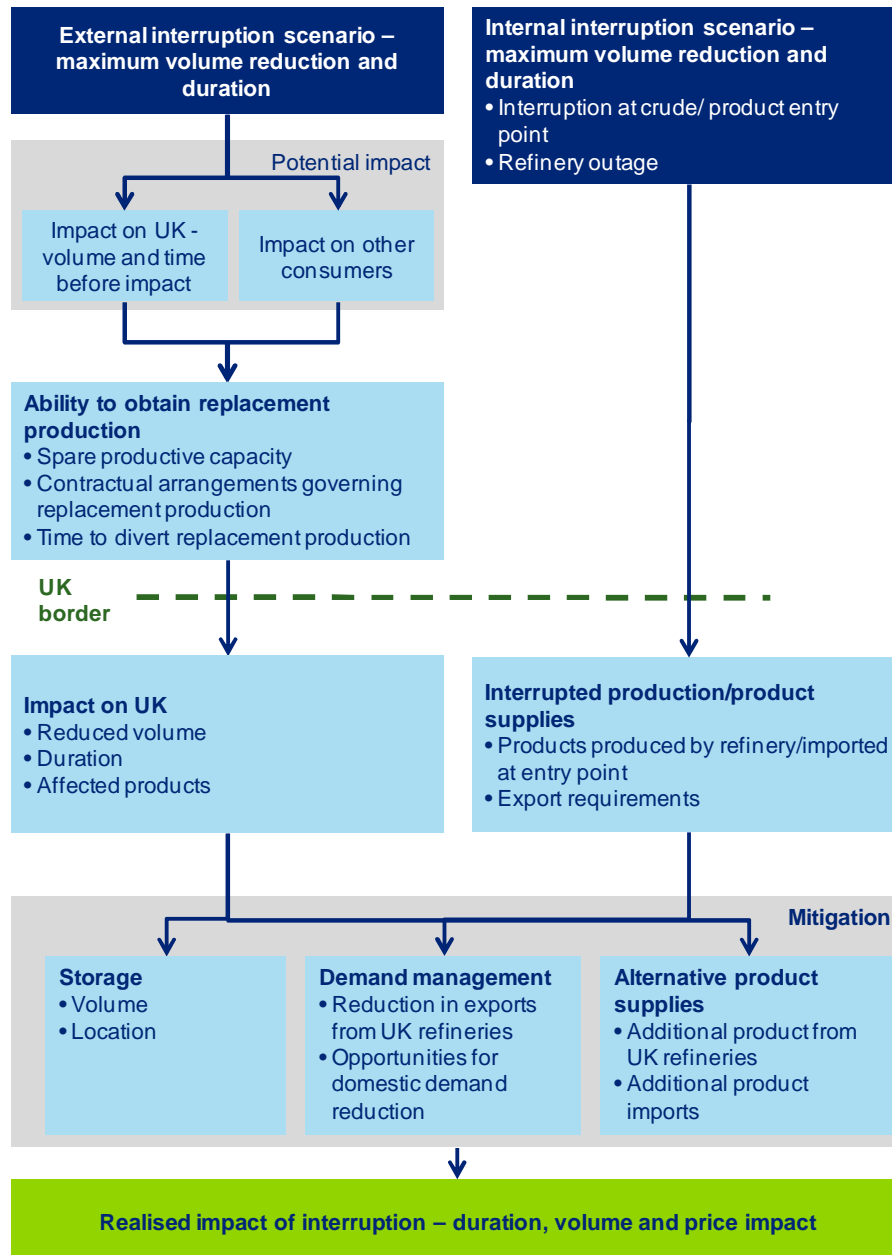 External interruption scenario –
maximum volume reduction and
duration
Internal interruption scenario –
maximum volume reduction and
duration
• Interruption at crude/ product entry
point
• Refinery outage
Potential impact
Impact on UK -
volume and time
before impact
Impact on other
consumers
Ability to obtain replacement
production
• Spare productive capacity
• Contractual arrangements governing
replacement production
• Time to divert replacement production
UK
border
Impact on UK
• Reduced volume
• Duration
• Affected products
Interrupted production/product
supplies
• Products produced by refinery/imported
at entry point
• Export requirements
Mitigation
Storage
• Volume
• Location
Demand management
• Reduction in exports
from UK refineries
• Opportunities for
domestic demand
reduction
Alternative product
supplies
• Additional product from
UK refineries
• Additional product
imports
Realised impact of interruption – duration, volume and price impact